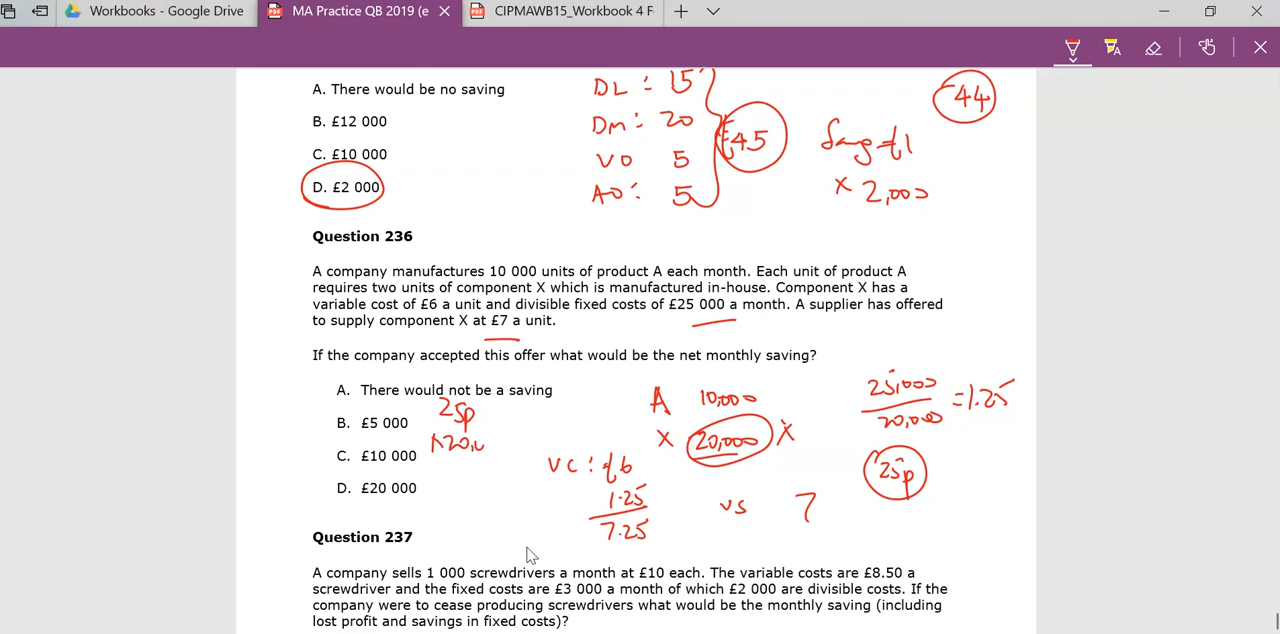 Workbooks - Google Drive
MA Practice QB 2019 (e
CIPMAWB15_Workbook 4 F
A. There would be no saving
B. £12 000
C. £10 000
D. £2 000
DL : 15
DM : 20
VO 5
AO : 5
£45
44
Saving £1
x 2,000
Question 236
A company manufactures 10 000 units of product A each month. Each unit of product A
requires two units of component X which is manufactured in-house. Component X has a
variable cost of £6 a unit and divisible fixed costs of £25 000 a month. A supplier has offered
to supply component X at £7 a unit.
If the company accepted this offer what would be the net monthly saving?
A. There would not be a saving
B. £5 000
C. £10 000
D. £20 000
25p
x20,0
A 10,000
X 20,000 X
VC : £6
1.25
7.25
vs 7
25,000
20,000
=1.25
25p
Question 237
A company sells 1 000 screwdrivers a month at £10 each. The variable costs are £8.50 a
screwdriver and the fixed costs are £3 000 a month of which £2 000 are divisible costs. If the
company were to cease producing screwdrivers what would be the monthly saving (including
lost profit and savings in fixed costs)?